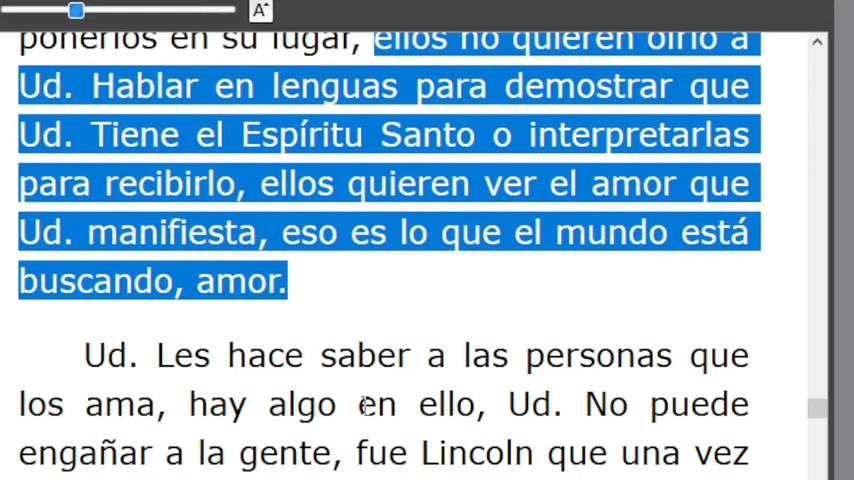 A
ponerlos en su lugar, ellos no quieren oírlo a
Ud. Hablar en lenguas para demostrar que
Ud. Tiene el Espíritu Santo o interpretarlas
para recibirlo, ellos quieren ver el amor que
Ud. manifiesta, eso es lo que el mundo está
buscando, amor.
Ud. Les hace saber a las personas que
los ama, hay algo en ello, Ud. No puede
engañar a la gente, fue Lincoln que una vez